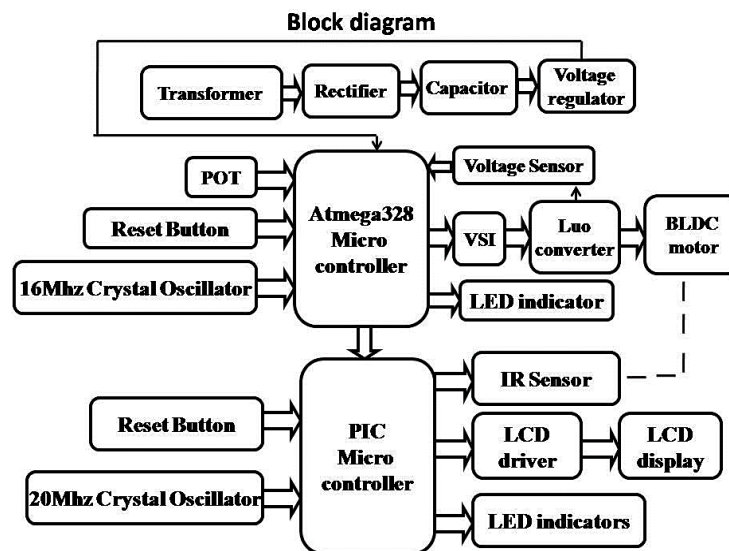 Block diagram
Transformer
Rectifier
Capacitor
Voltage
regulator
POT
Reset Button
16Mhz Crystal Oscillator
Atmega328
Micro
controller
Voltage Sensor
VSI
Luo
converter
BLDC
motor
LED indicator
Reset Button
20Mhz Crystal Oscillator
PIC
Micro
controller
IR Sensor
LCD
driver
LCD
display
LED indicators